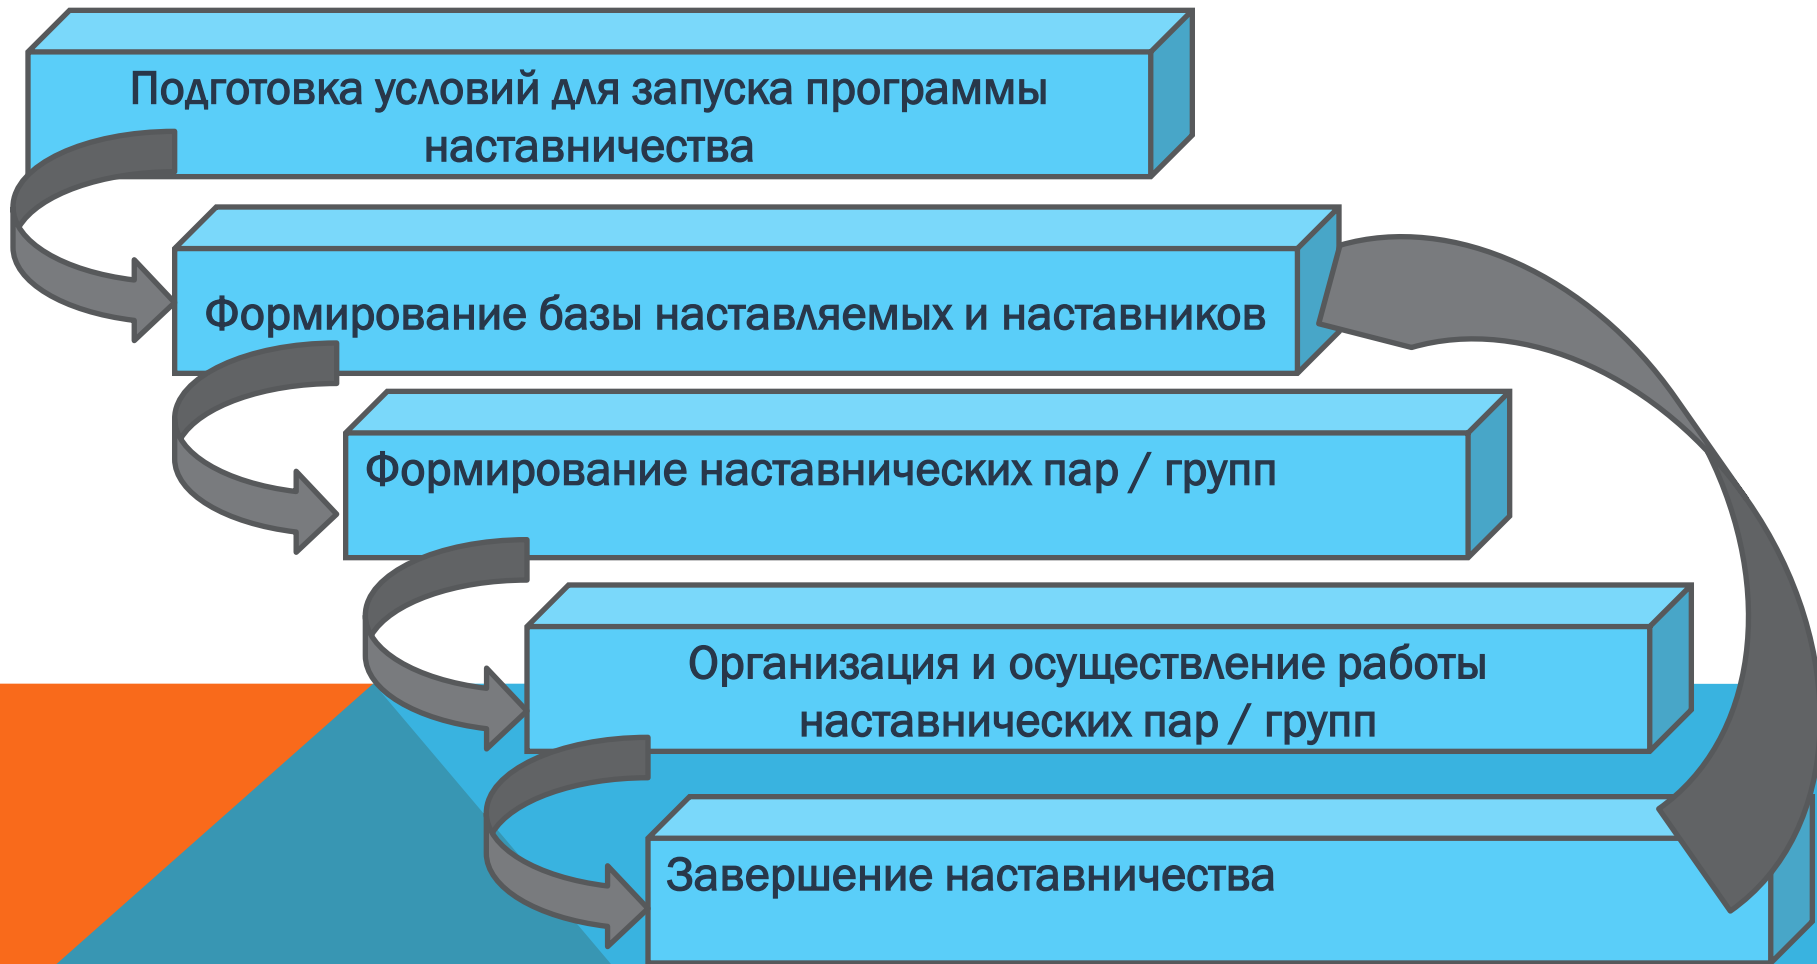 Подготовка условий для запуска программы
наставничества
Формирование базы наставляемых и наставников
Формирование наставнических пар / групп
Организация и осуществление работы
наставнических пар / групп
Завершение наставничества